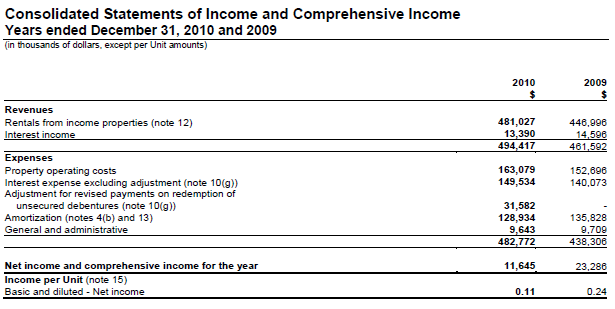 Consolidated Statements of Income and Comprehensive Income
Years ended December 31, 2010 and 2009
(in thousands of dollars, except per Unit amounts)
2010 2009
$ $
Revenues
Rentals from income properties (note 12) 481,027 446,996
Interest income 13,390 14,596
494,417 461,592
Expenses
Property operating costs 163,079 152,696
Interest expense excluding adjustment (note 10(g)) 149,534 140,073
Adjustment for revised payments on redemption of
unsecured debentures (note 10(g)) 31,582 -
Amortization (notes 4(b) and 13) 128,934 135,828
General and administrative 9,643 9,709
482,772 438,306
Net income and comprehensive income for the year 11,645 23,286
Income per Unit (note 15)
Basic and diluted - Net income 0.11 0.24